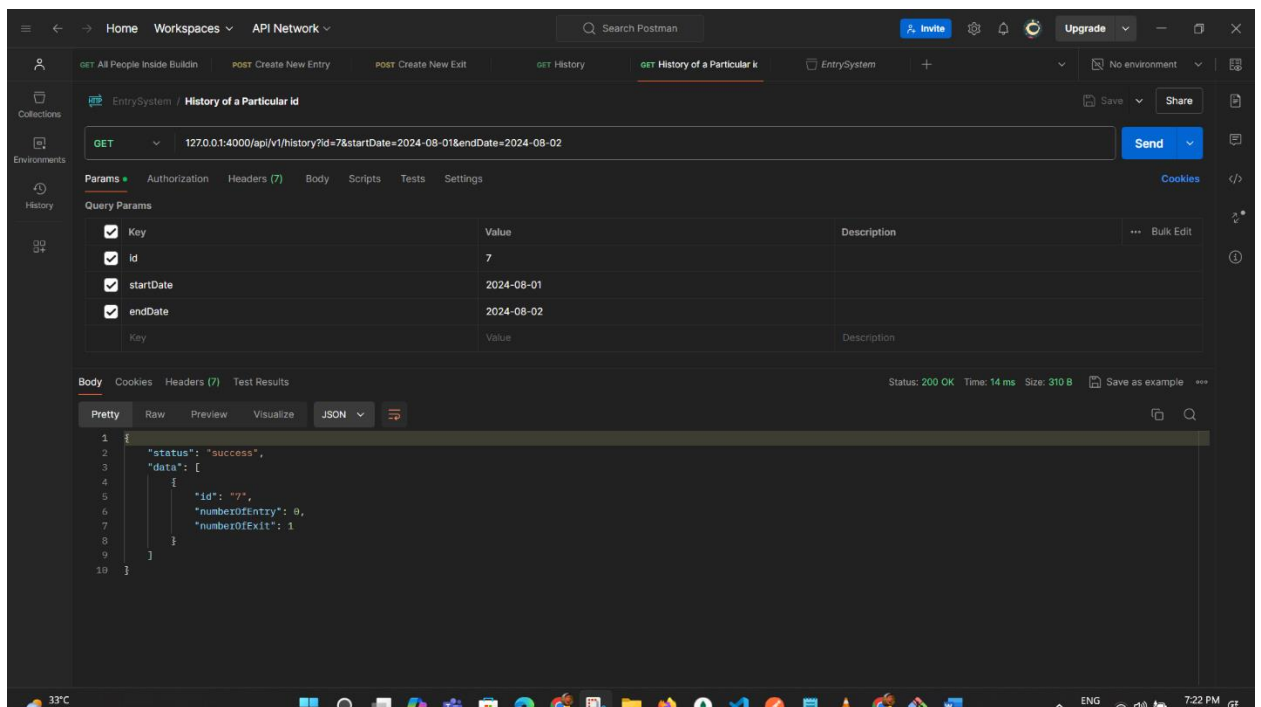 Home Workspaces API Network Search Postman Invite Upgrade
GET All People Inside Buildin POST Create New Entry POST Create New Exit GET History GET History of a Particular ic EntrySystem + No environment
HTTP EntrySystem / History of a Particular id Save Share
Collections
GET 127.0.0.1:4000/api/v1/history?id=7&startDate=2024-08-01&endDate=2024-08-02 Send
Environments
Params Authorization Headers (7) Body Scripts Tests Settings Cookies
History
Query Params
Key Value Description Bulk Edit
id 7
startDate 2024-08-01
endDate 2024-08-02
Key Value Description
Body Cookies Headers (7) Test Results Status: 200 OK Time: 14 ms Size: 310 B Save as example
Pretty Raw Preview Visualize JSON
1 {
2 "status": "success",
3 "data": [
4 {
5 "id": "7",
6 "numberOfEntry": 0,
7 "numberOfExit": 1
8 }
9 ]
10 }
33°C ENG 7:22 PM